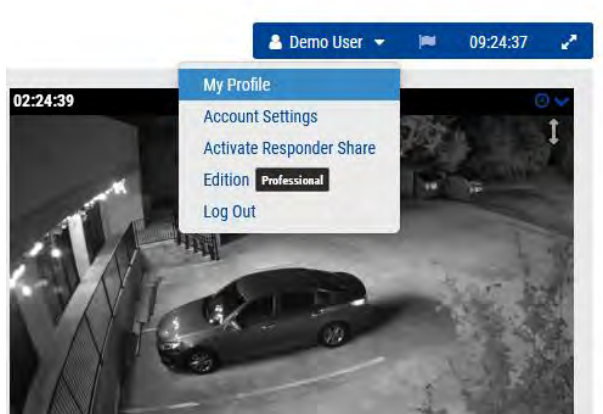 Demo User
09:24:37
My Profile
02:24:39
Account Settings
Activate Responder Share
Edition Professional
Log Out